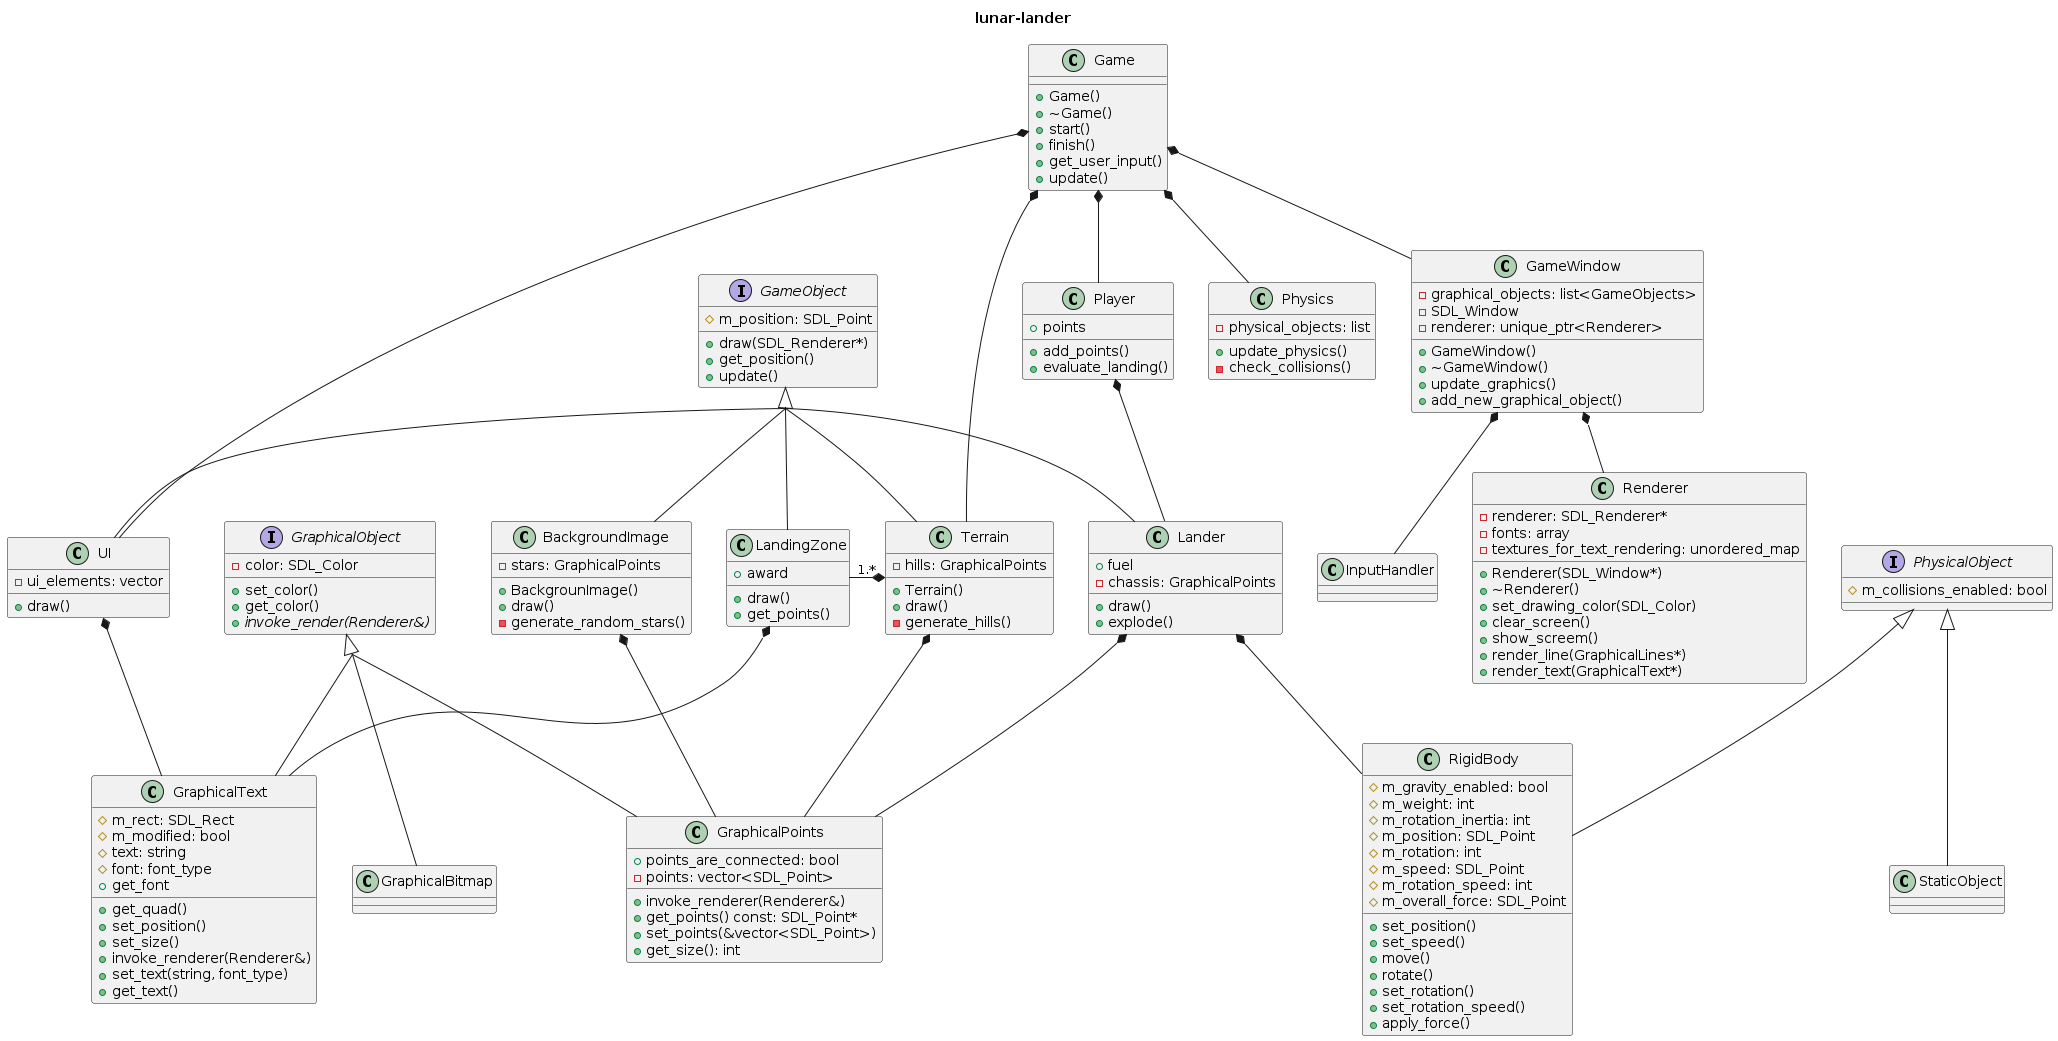 lunar-lander
C Game
Game()
~Game()
start()
finish()
get_user_input()
update()
I GameObject
m_position: SDL_Point
draw(SDL_Renderer*)
get_position()
update()
C Player
points
add_points()
evaluate_landing()
C Physics
physical_objects: list
update_physics()
check_collisions()
C GameWindow
graphical_objects: list<GameObjects>
SDL_Window
renderer: unique_ptr<Renderer>
GameWindow()
~GameWindow()
update_graphics()
add_new_graphical_object()
C UI
ui_elements: vector
draw()
I GraphicalObject
color: SDL_Color
set_color()
get_color()
invoke_render(Renderer&)
C BackgroundImage
stars: GraphicalPoints
BackgrounImage()
draw()
generate_random_stars()
C LandingZone
award
draw()
get_points()
1.*
C Terrain
hills: GraphicalPoints
Terrain()
draw()
generate_hills()
C Lander
fuel
chassis: GraphicalPoints
draw()
explode()
C InputHandler
C Renderer
renderer: SDL_Renderer*
fonts: array
textures_for_text_rendering: unordered_map
Renderer(SDL_Window*)
~Renderer()
set_drawing_color(SDL_Color)
clear_screen()
show_screem()
render_line(GraphicalLines*)
render_text(GraphicalText*)
I PhysicalObject
m_collisions_enabled: bool
C GraphicalText
m_rect: SDL_Rect
m_modified: bool
text: string
font: font_type
get_font
get_quad()
set_position()
set_size()
invoke_renderer(Renderer&)
set_text(string, font_type)
get_text()
C GraphicalBitmap
C GraphicalPoints
points_are_connected: bool
points: vector<SDL_Point>
invoke_renderer(Renderer&)
get_points() const: SDL_Point*
set_points(&vector<SDL_Point>)
get_size(): int
C RigidBody
m_gravity_enabled: bool
m_weight: int
m_rotation_inertia: int
m_position: SDL_Point
m_rotation: int
m_speed: SDL_Point
m_rotation_speed: int
m_overall_force: SDL_Point
set_position()
set_speed()
move()
rotate()
set_rotation()
set_rotation_speed()
apply_force()
C StaticObject